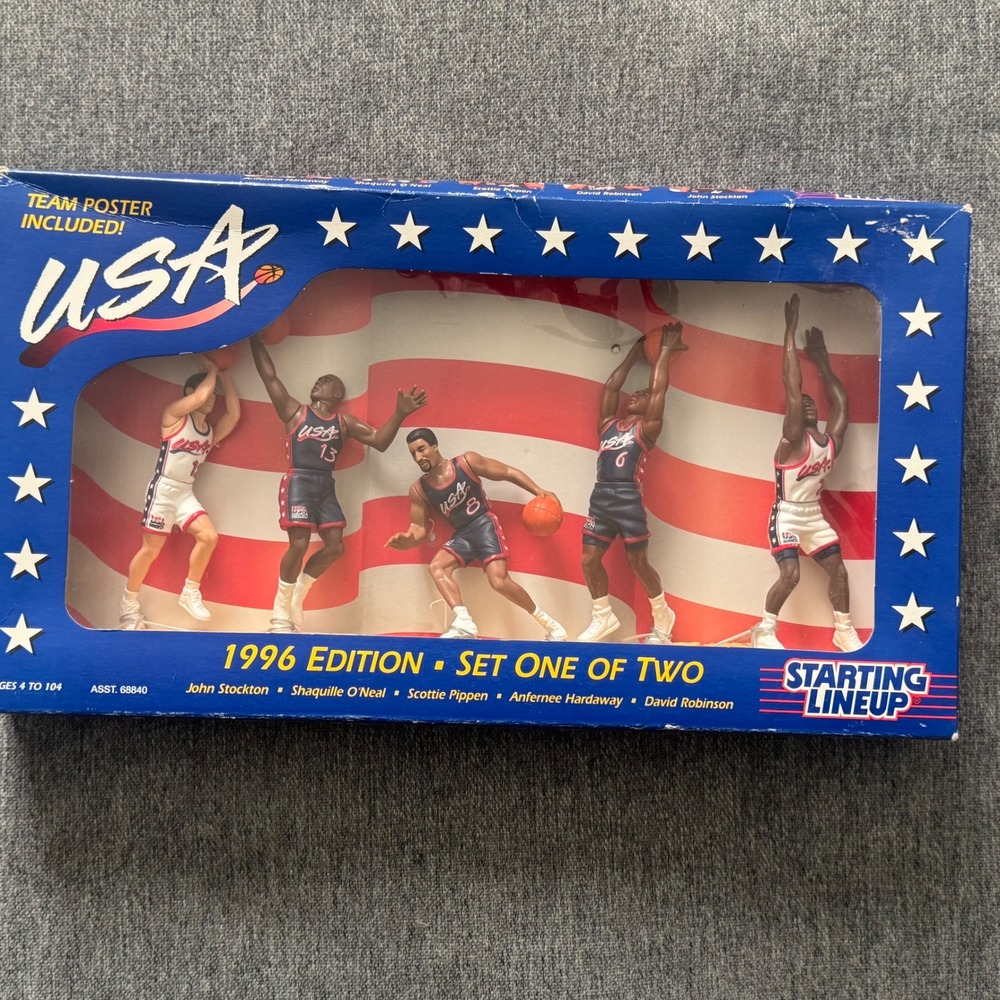 Anfernee Hardaway Shaquille O'Neal Scottie Pippen David Robinson John Stockton
TEAM POSTER
INCLUDED!
USA
USA
USA
13
USA
8
USA
6
USA
1996 EDITION ▪ SET ONE OF TWO
AGES 4 TO 104 ASST. 68840 John Stockton ▪ Shaquille O'Neal ▪ Scottie Pippen ▪ Anfernee Hardaway ▪ David Robinson
STARTING
LINEUP®